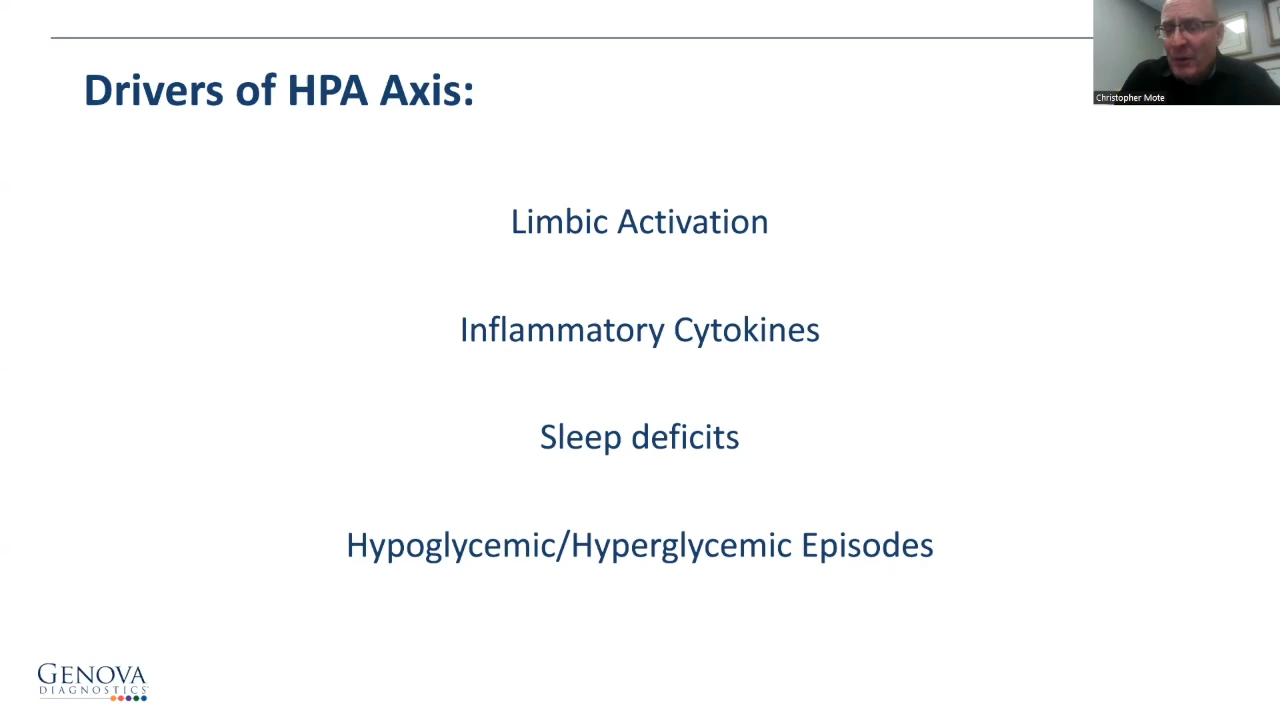 Drivers of HPA Axis:
Christopher Mote
Limbic Activation
Inflammatory Cytokines
Sleep deficits
Hypoglycemic/Hyperglycemic Episodes
GENOVA
DIAGNOSTICS